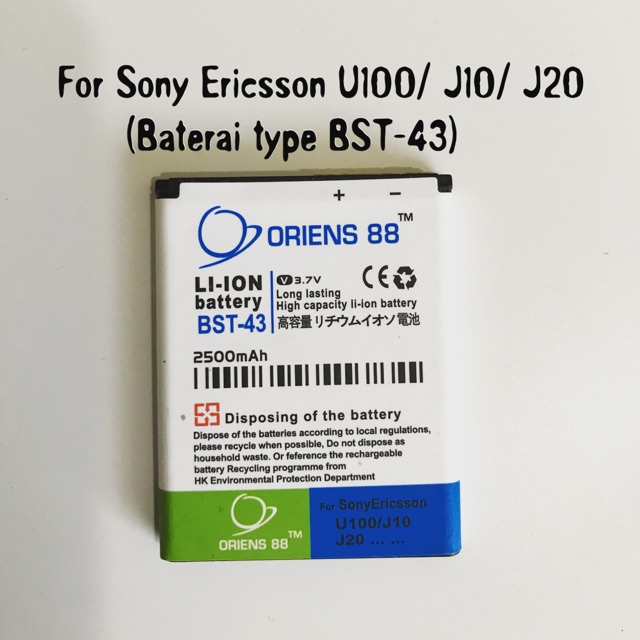 For Sony Ericsson U100/ J10/ J20
(Baterai type BST-43)
+ −
ORIENS 88™
LI-ION
battery
BST-43
V 3.7V
CE
Long lasting
High capacity li-ion battery
高容量 リチウムイオン 電池
2500mAh
Disposing of the battery
Dispose of the batteries according to local regulations,
please recycle when possible, Do not dispose as
household waste. Or reference the rechargeable
battery Recycling programme from
HK Environmental Protection Department
ORIENS 88™
For SonyEricsson
U100/J10
J20 ... ...